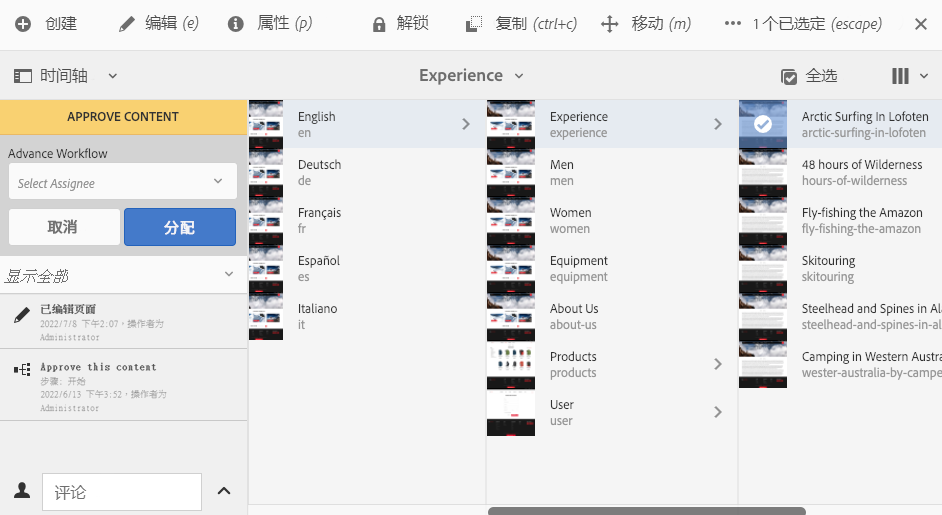 创建 编辑 (e) 属性 (p) 解锁 复制 (ctrl+c) 移动 (m) 1 个已选定 (escape)
时间轴 Experience 全选
APPROVE CONTENT
Advance Workflow
Select Assignee
取消 分配
显示全部
已编辑页面
2022/7/8 下午2:07，操作者为
Administrator
Approve this content
步骤：开始
2022/6/13 下午3:52，操作者为
Administrator
评论
English
en
Deutsch
de
Français
fr
Español
es
Italiano
it
Experience
experience
Men
men
Women
women
Equipment
equipment
About Us
about-us
Products
products
User
user
Arctic Surfing In Lofoten
arctic-surfing-in-lofoten
48 hours of Wilderness
hours-of-wilderness
Fly-fishing the Amazon
fly-fishing-the-amazon
Skitouring
skitouring
Steelhead and Spines in Al
steelhead-and-spines-in-al
Camping in Western Austra
wester-australia-by-campe